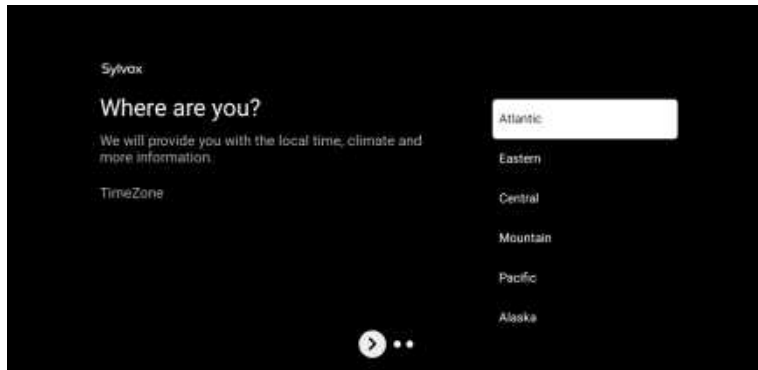 Sylvox
Where are you?
We will provide you with the local time, climate and
more information.
TimeZone
Atlantic
Eastern
Central
Mountain
Pacific
Alaska